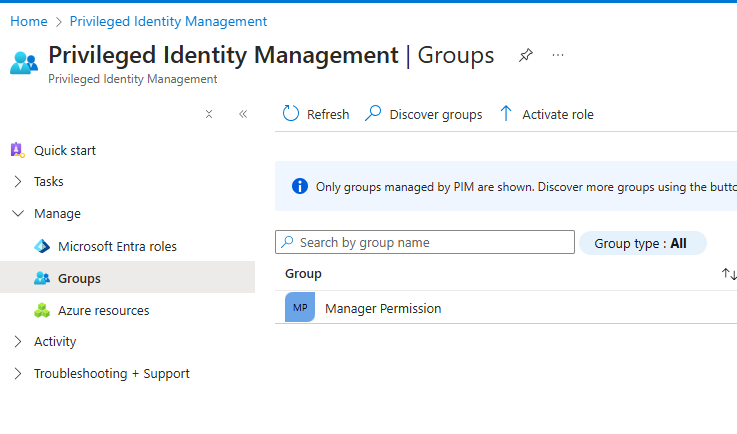 Home > Privileged Identity Management
Privileged Identity Management | Groups
Privileged Identity Management
Refresh
Discover groups
Activate role
Quick start
Tasks
Manage
Microsoft Entra roles
Groups
Azure resources
Activity
Troubleshooting + Support
Only groups managed by PIM are shown. Discover more groups using the butto
Search by group name
Group type : All
Group
MP
Manager Permission